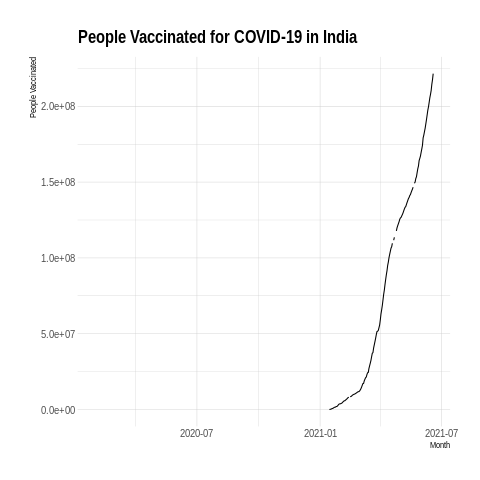 People Vaccinated for COVID-19 in India
People Vaccinated
2.0e+08
1.5e+08
1.0e+08
5.0e+07
0.0e+00
2020-07
2021-01
2021-07
Month